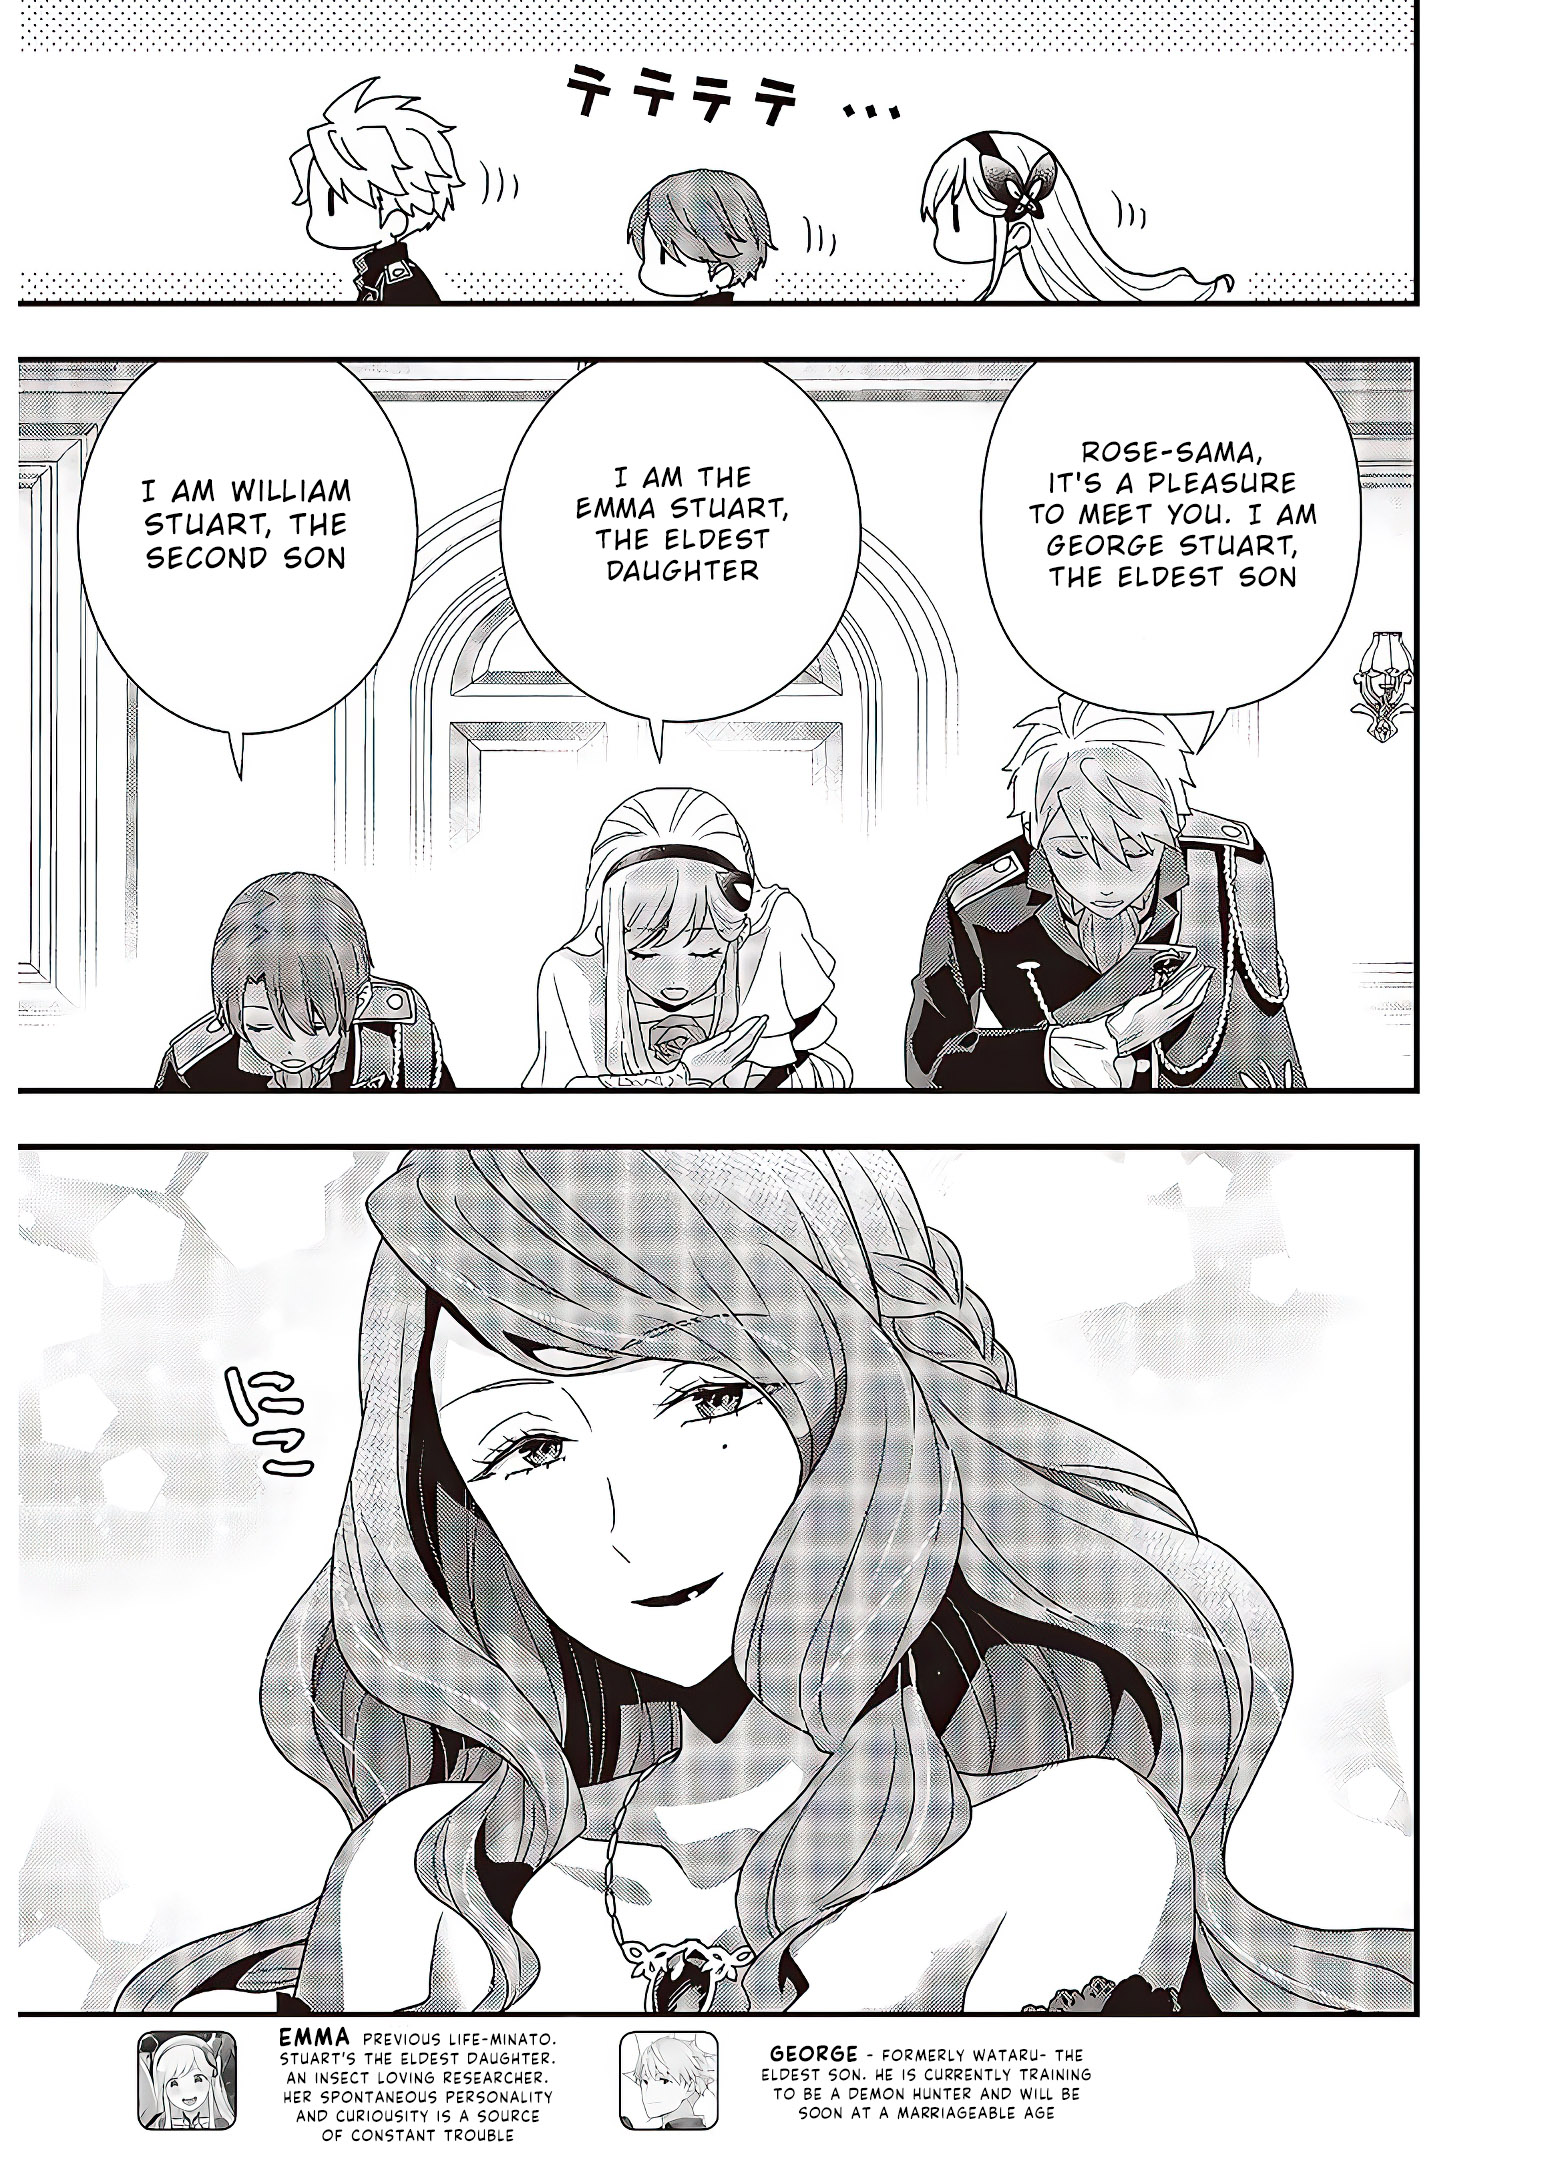 テテテテ …
ROSE-SAMA,
IT'S A PLEASURE
TO MEET YOU. I AM
GEORGE STUART,
THE ELDEST SON
I AM THE
EMMA STUART,
THE ELDEST
DAUGHTER
I AM WILLIAM
STUART, THE
SECOND SON
にこ
EMMA PREVIOUS LIFE-MINATO.
STUART'S THE ELDEST DAUGHTER.
AN INSECT LOVING RESEARCHER.
HER SPONTANEOUS PERSONALITY
AND CURIOUSITY IS A SOURCE
OF CONSTANT TROUBLE
GEORGE - FORMERLY WATARU- THE
ELDEST SON. HE IS CURRENTLY TRAINING
TO BE A DEMON HUNTER AND WILL BE
SOON AT A MARRIAGEABLE AGE